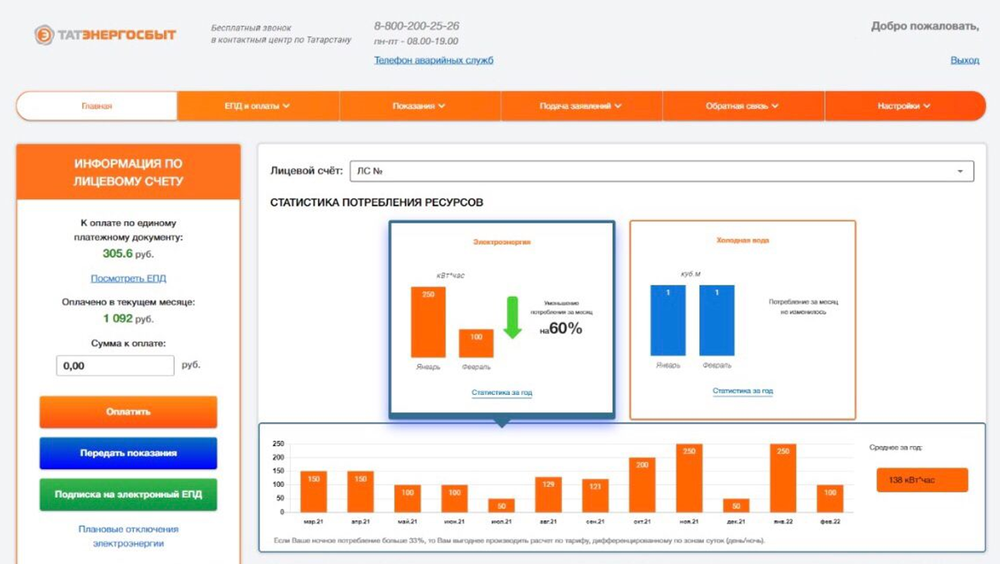 ТАТЭНЕРГОСБЫТ
Бесплатный звонок
в контактный центр по Татарстану
8-800-200-25-26
пн-пт - 08.00-19.00
Телефон аварийных служб
Добро пожаловать,
Выход
Главная
ЕПД и оплаты
Показания
Подача заявлений
Обратная связь
Настройки
ИНФОРМАЦИЯ ПО
ЛИЦЕВОМУ СЧЕТУ
К оплате по единому
платежному документу:
305.6 руб.
Посмотреть ЕПД
Оплачено в текущем месяце:
1 092 руб.
Сумма к оплате:
0,00 руб.
Оплатить
Передать показания
Подписка на электронный ЕПД
Плановые отключения
электроэнергии
Лицевой счёт: ЛС №
СТАТИСТИКА ПОТРЕБЛЕНИЯ РЕСУРСОВ
Электроэнергия
кВт*час
250
100
Январь
Февраль
Уменьшение
потребления за месяц
на60%
Статистика за год
Холодная вода
куб.м
1
1
Январь
Февраль
Потребление за месяц
не изменилось
Статистика за год
250
200
150
100
50
0
150
150
100
100
50
129
121
200
250
50
250
100
мар.21
апр.21
май.21
июн.21
июл.21
авг.21
сен.21
окт.21
ноя.21
дек.21
янв.22
фев.22
Среднее за год:
138 кВт*час
Если Ваше ночное потребление больше 33%, то Вам выгоднее производить расчет по тарифу, дифференцированному по зонам суток (день/ночь).